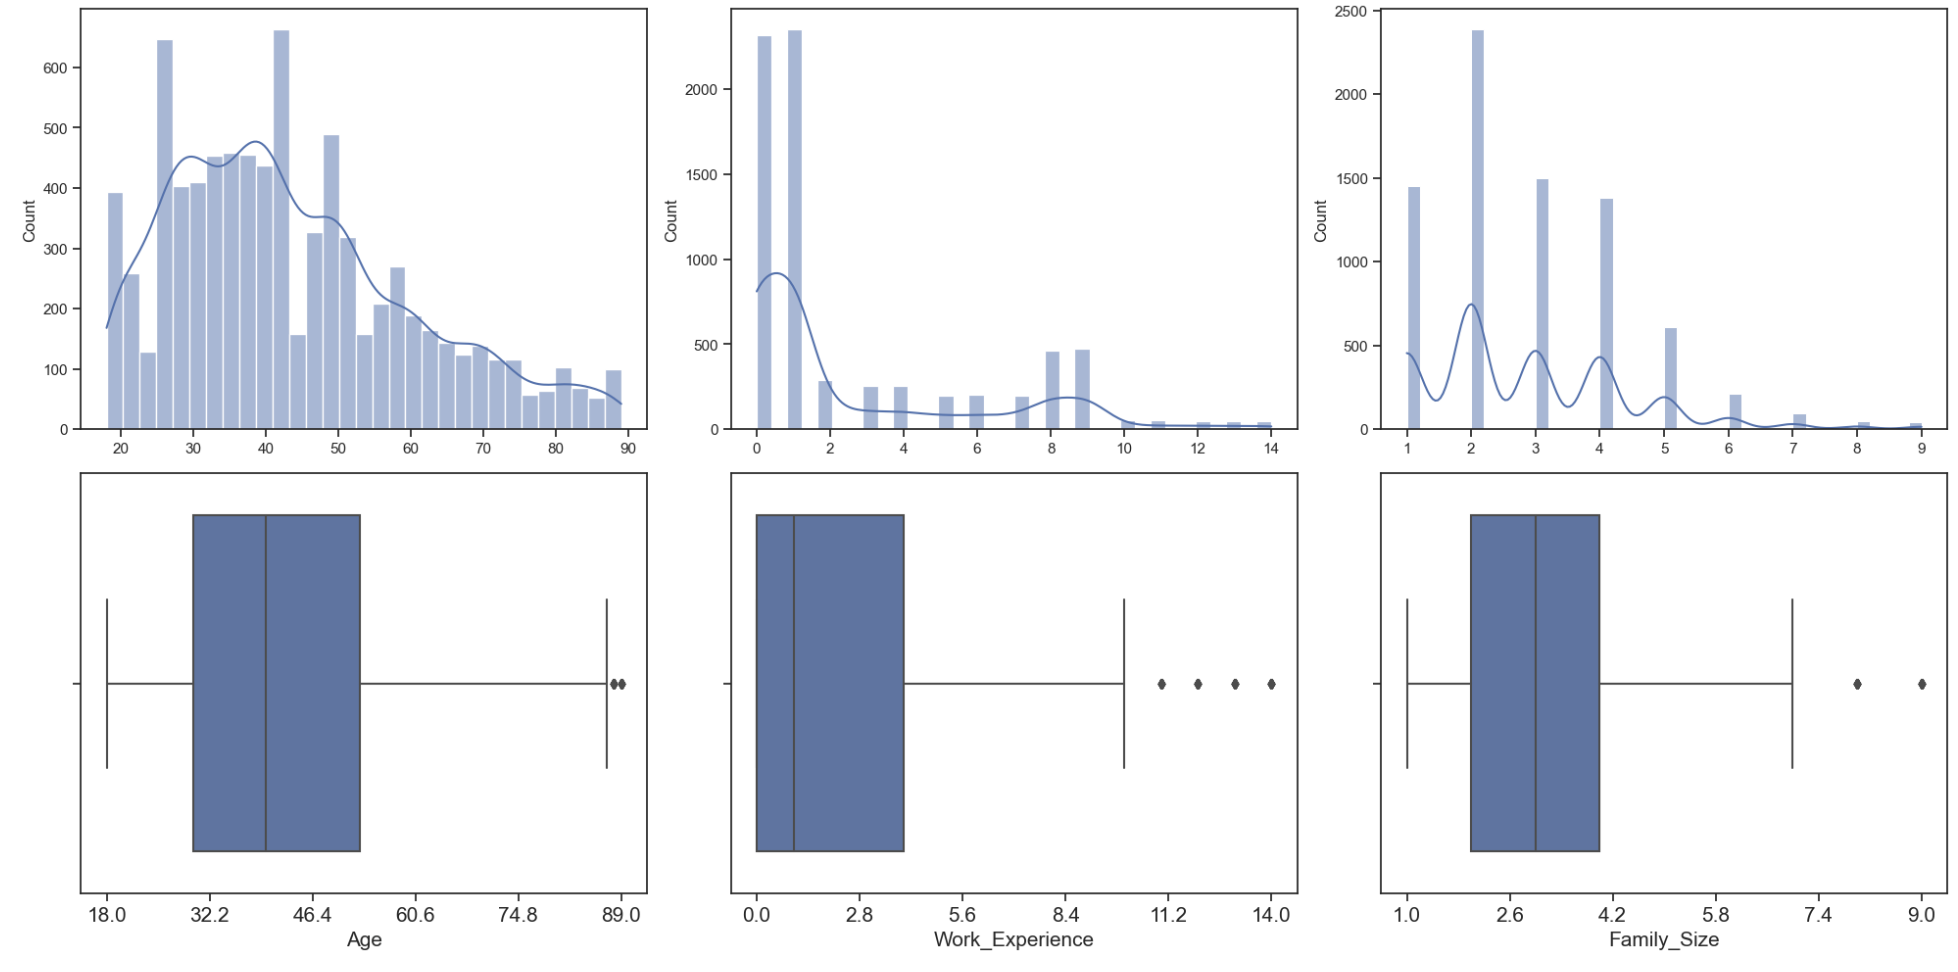 Count
600
500
400
300
200
100
0
20 30 40 50 60 70 80 90
Count
2000
1500
1000
500
0
0 2 4 6 8 10 12 14
Count
2500
2000
1500
1000
500
0
1 2 3 4 5 6 7 8 9
18.0 32.2 46.4 60.6 74.8 89.0
Age
0.0 2.8 5.6 8.4 11.2 14.0
Work_Experience
1.0 2.6 4.2 5.8 7.4 9.0
Family_Size